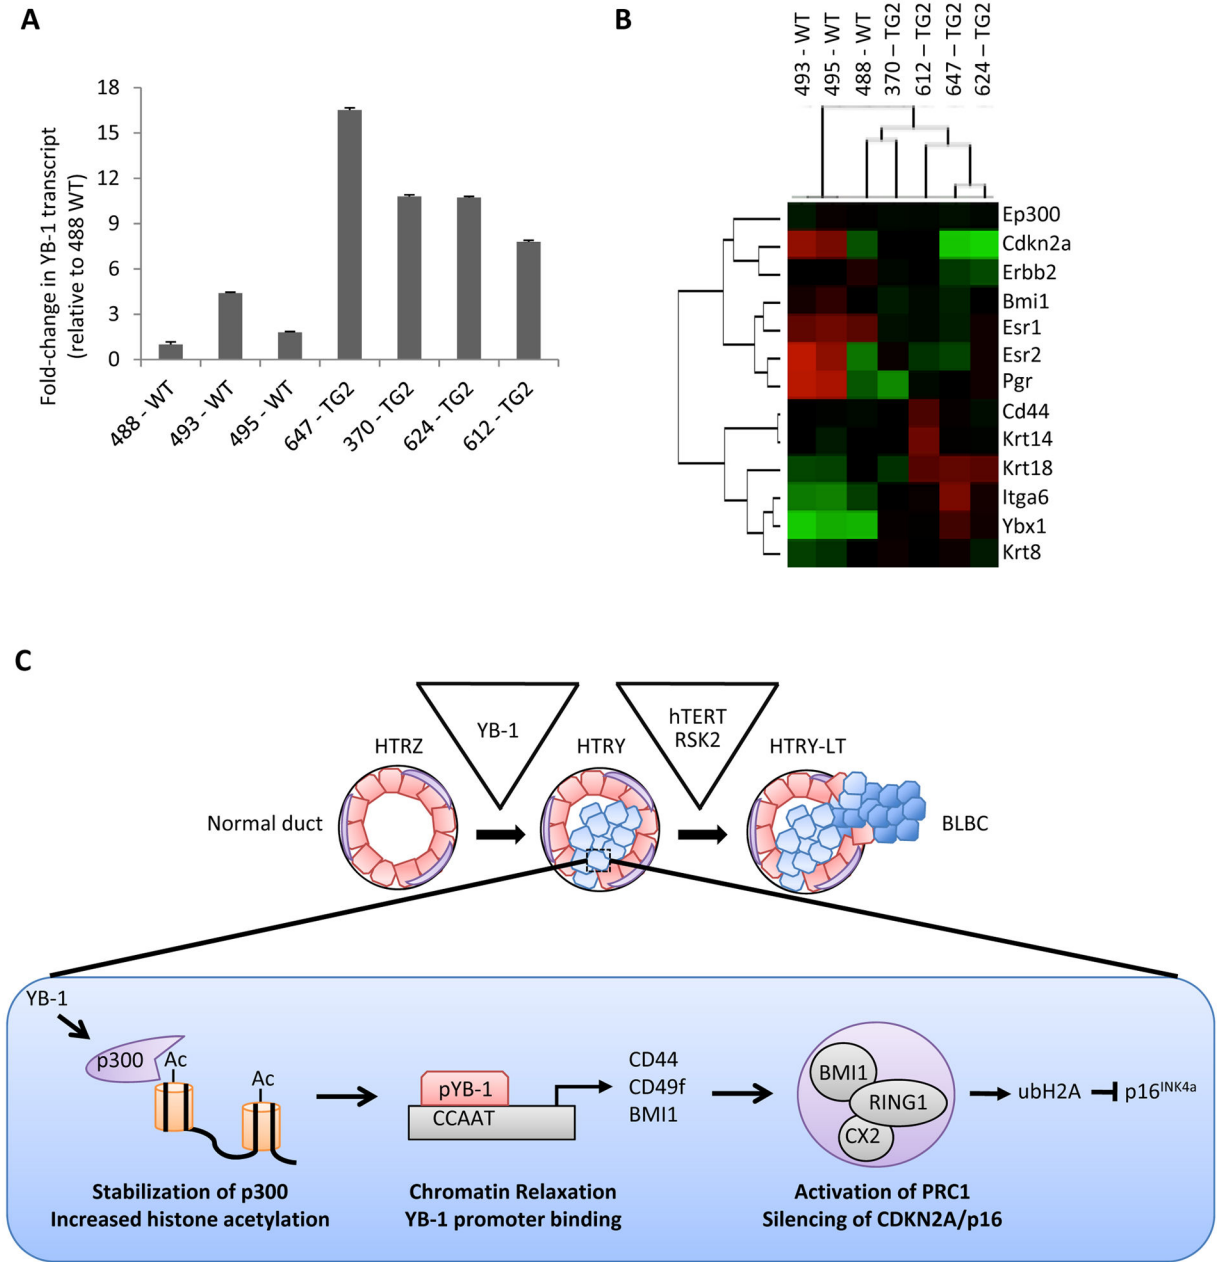 A
Fold-change in YB-1 transcript
(relative to 488 WT)
18
15
12
9
6
3
0
488 - WT
493 - WT
495 - WT
647 - TG2
370 - TG2
624 - TG2
612 - TG2
B
493 - WT
495 - WT
488 - WT
370 – TG2
612 – TG2
647 – TG2
624 – TG2
Ep300
Cdkn2a
Erbb2
Bmi1
Esr1
Esr2
Pgr
Cd44
Krt14
Krt18
Itga6
Ybx1
Krt8
C
HTRZ
YB-1
HTRY
hTERT
RSK2
HTRY-LT
Normal duct
BLBC
YB-1
p300
Ac
Ac
pYB-1
CCAAT
CD44
CD49f
BMI1
BMI1
RING1
CX2
ubH2A
p16INK4a
Stabilization of p300
Increased histone acetylation
Chromatin Relaxation
YB-1 promoter binding
Activation of PRC1
Silencing of CDKN2A/p16